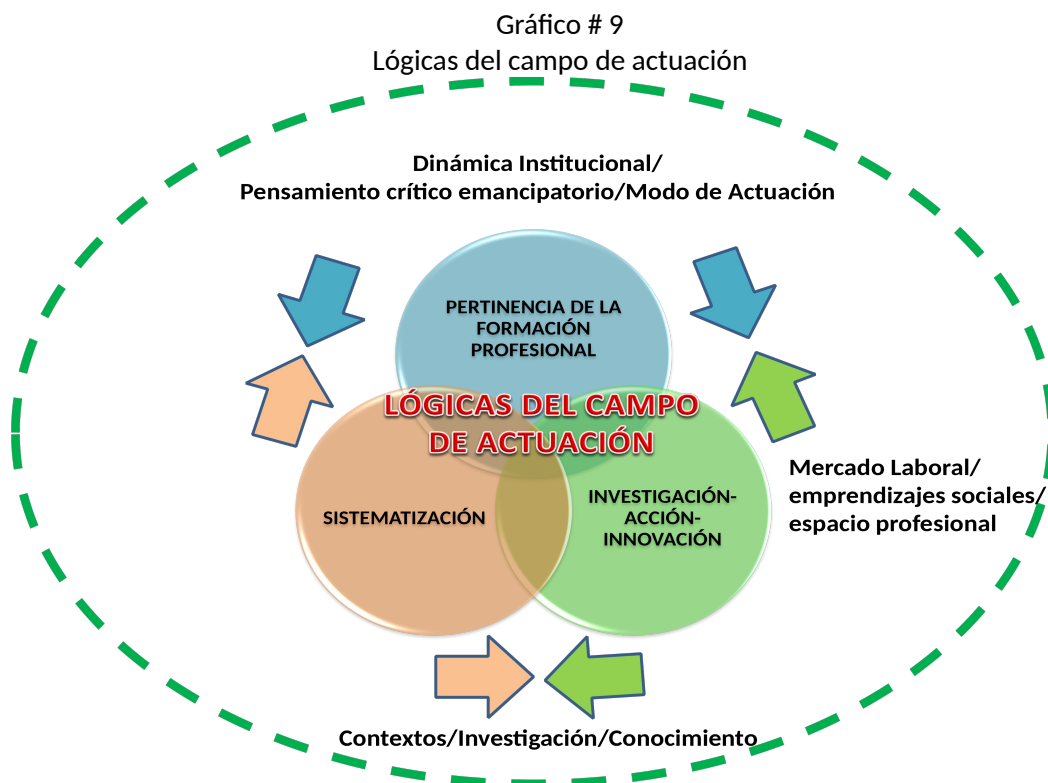 Gráfico # 9
Lógicas del campo de actuación
Dinámica Institucional/
Pensamiento crítico emancipatorio/Modo de Actuación
PERTINENCIA DE LA
FORMACIÓN
PROFESIONAL
LÓGICAS DEL CAMPO
DE ACTUACIÓN
SISTEMATIZACIÓN
INVESTIGACIÓN-
ACCIÓN-
INNOVACIÓN
Mercado Laboral/
emprendizajes sociales/
espacio profesional
Contextos/Investigación/Conocimiento